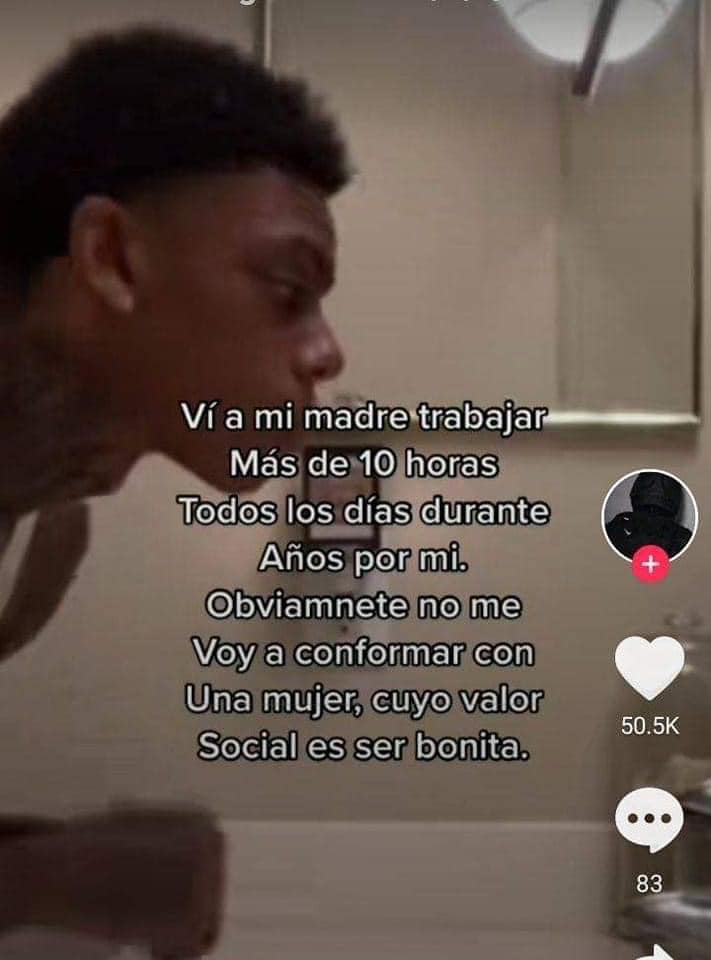 Ví a mi madre trabajar
Más de 10 horas
Todos los días durante
Años por mi.
Obviamnete no me
Voy a conformar con
Una mujer, cuyo valor
Social es ser bonita.
50.5K
83